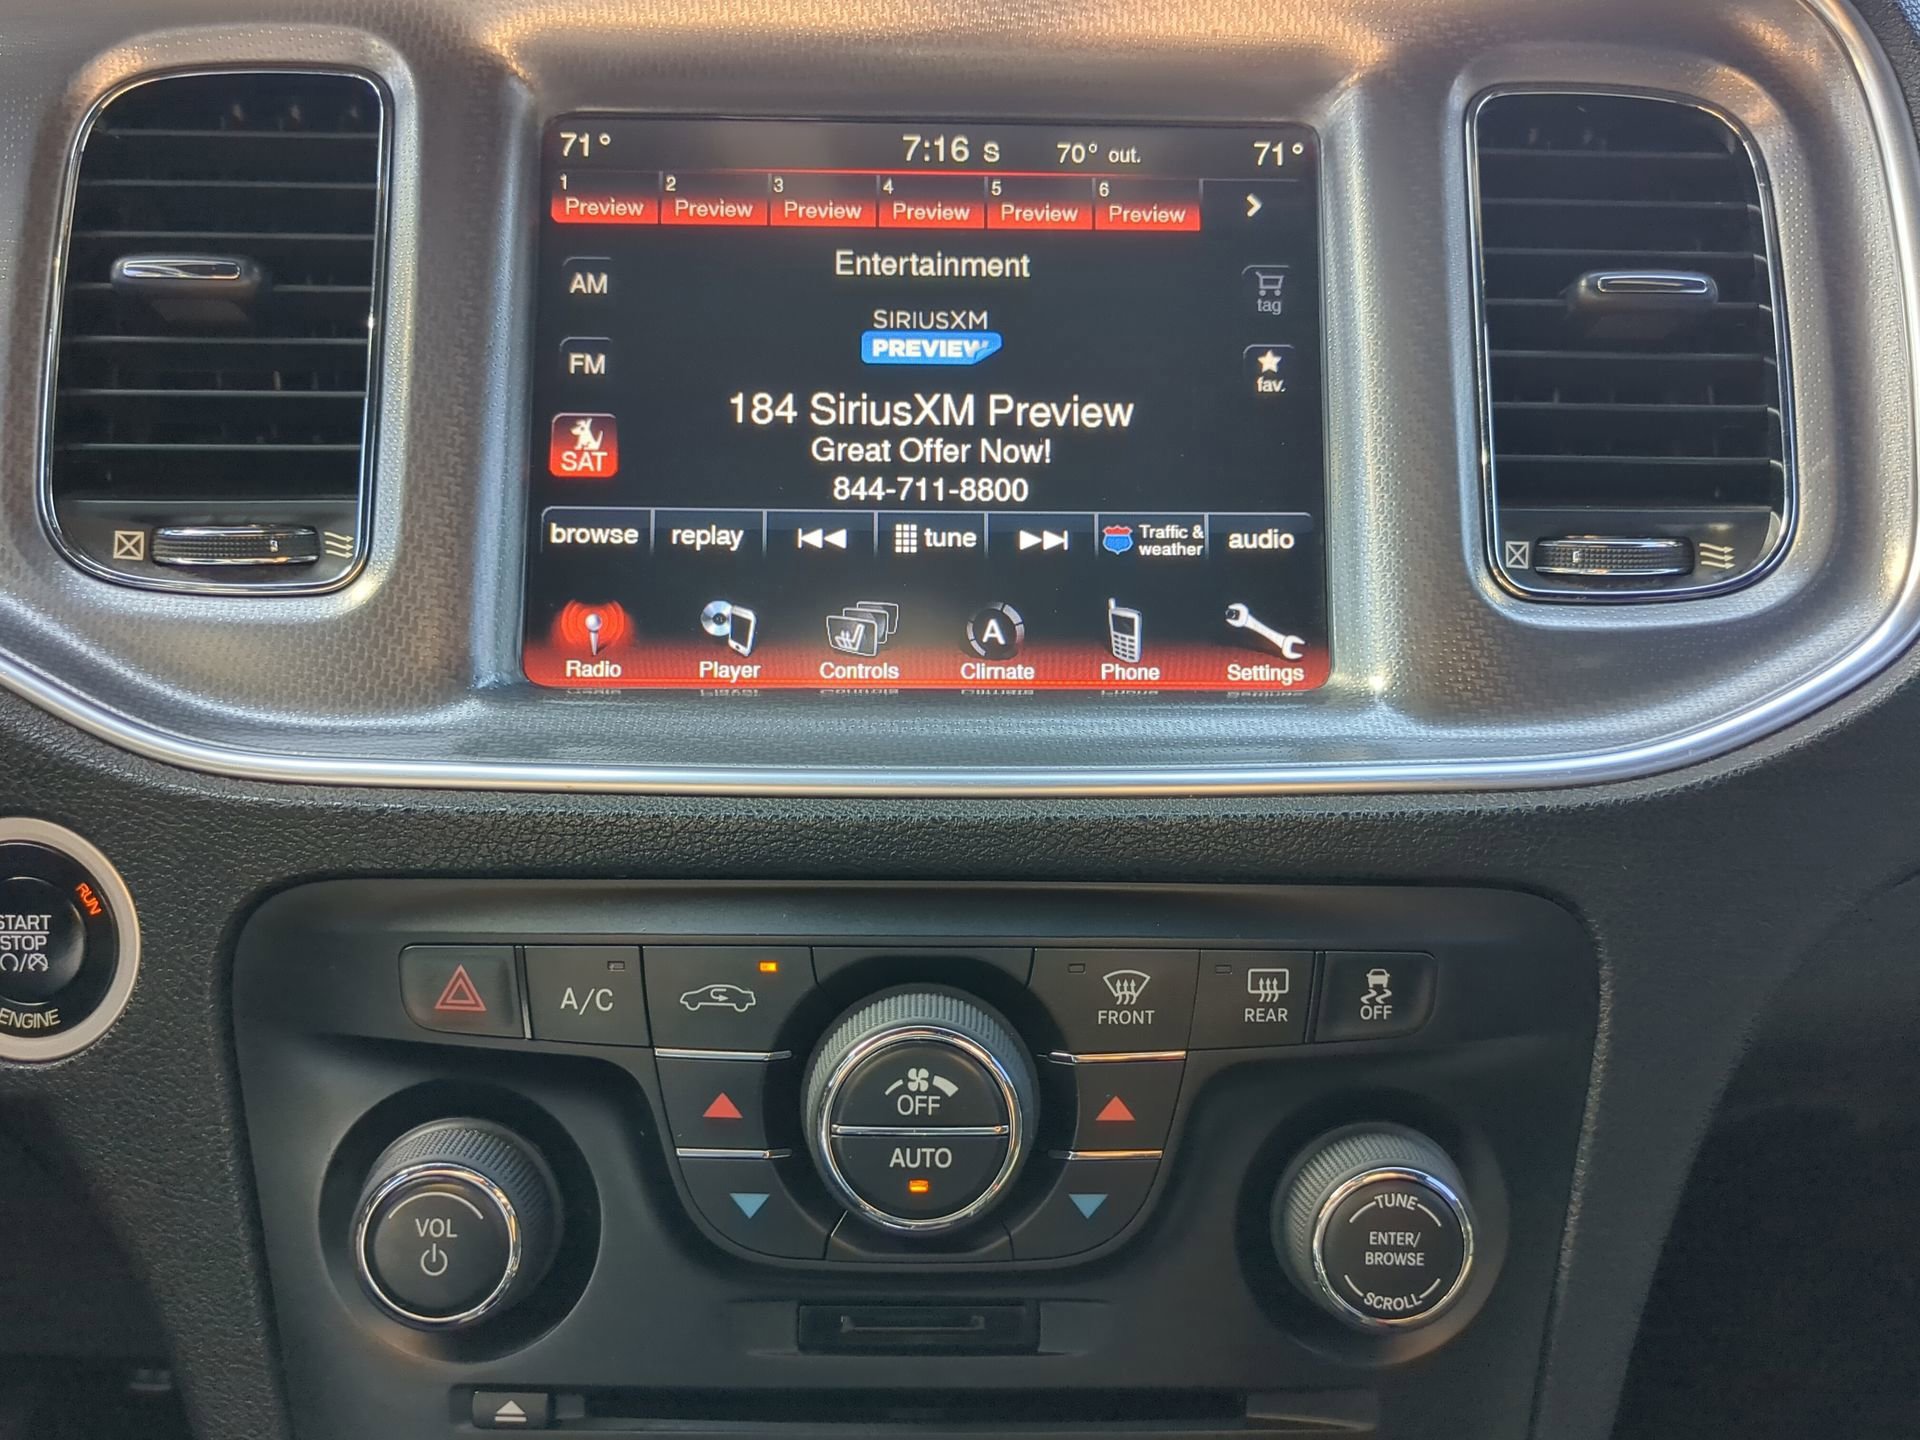 71° 7:16 S 70° out. 71°
1 2 3 4 5 6
Preview Preview Preview Preview Preview Preview
Entertainment
AM
tag
SIRIUSXM
PREVIEW
FM
fav.
184 SiriusXM Preview
Great Offer Now!
SAT
844-711-8800
browse replay tune Traffic & weather audio
A
Radio Player Controls Climate Phone Settings
RUN
START
STOP
ENGINE
A/C
FRONT
REAR
OFF
OFF
AUTO
VOL
TUNE
ENTER/
BROWSE
SCROLL